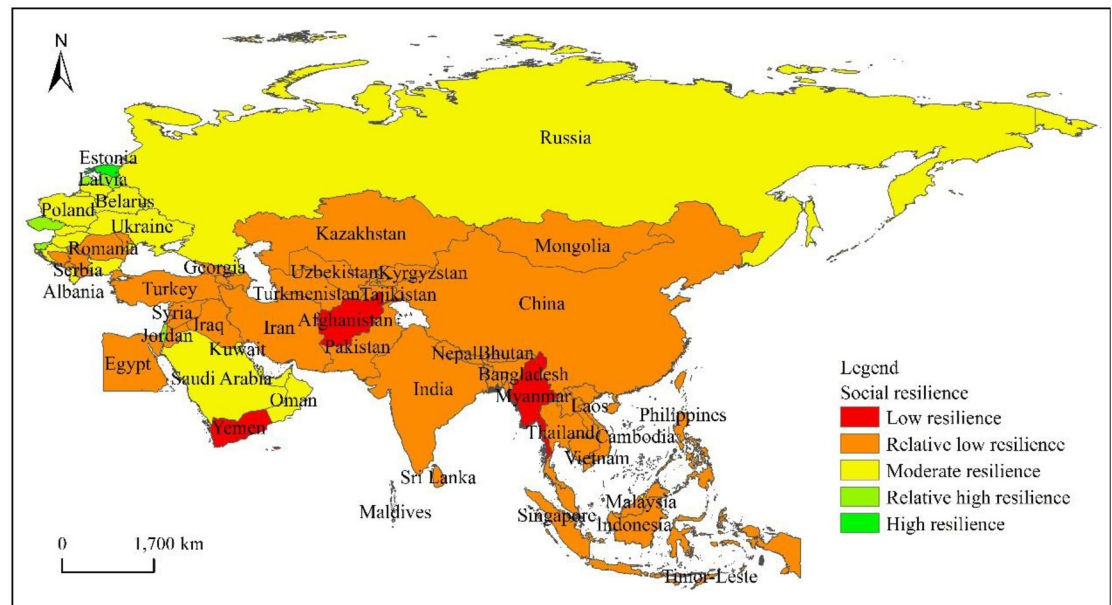 N
Russia
Estonia
Latvia
Belarus
Poland
Ukraine
Kazakhstan
Mongolia
Romania
Georgia
Uzbekistan
Kyrgyzstan
Serbia
Albania
Turkey
Turkmenistan
Tajikistan
China
Syria
Iraq
Iran
Afghanistan
Jordan
Kuwait
Pakistan
Nepal
Bhutan
Egypt
Saudi Arabia
India
Bangladesh
Oman
Myanmar
Laos
Philippines
Yemen
Thailand
Cambodia
Vietnam
Sri Lanka
Maldives
Malaysia
Singapore
Indonesia
Timor-Leste
Legend
Social resilience
Low resilience
Relative low resilience
Moderate resilience
Relative high resilience
High resilience
0 1,700 km